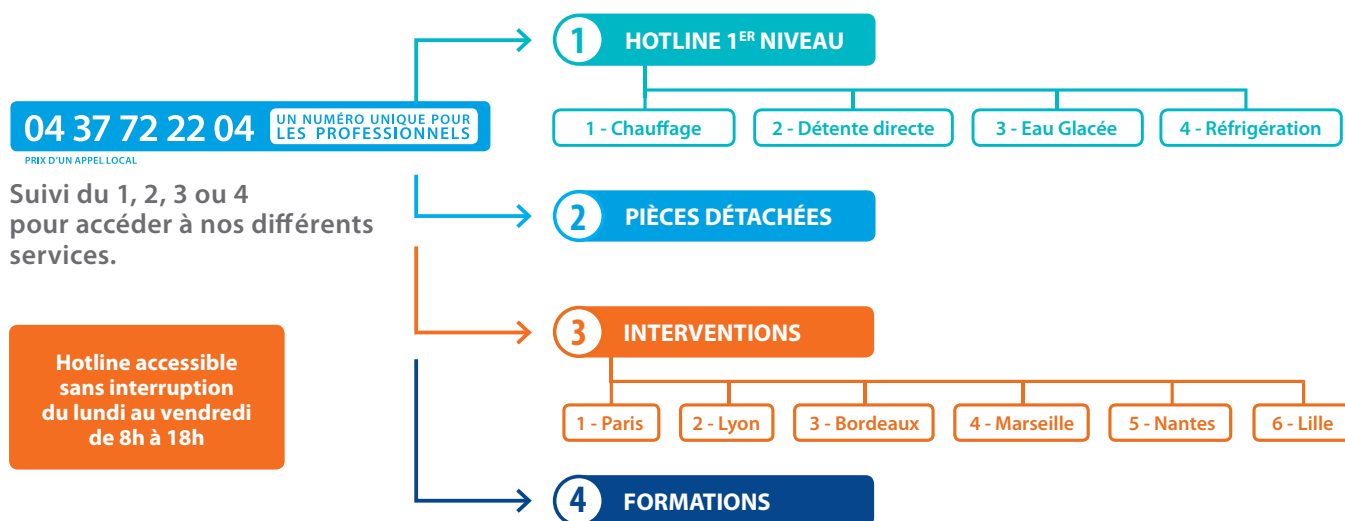 1 HOTLINE 1ER NIVEAU
1 - Chauffage
2 - Détente directe
3 - Eau Glacée
4 - Réfrigération
04 37 72 22 04
UN NUMÉRO UNIQUE POUR
LES PROFESSIONNELS
PRIX D'UN APPEL LOCAL
Suivi du 1, 2, 3 ou 4
pour accéder à nos différents
services.
2 PIÈCES DÉTACHÉES
3 INTERVENTIONS
1 - Paris
2 - Lyon
3 - Bordeaux
4 - Marseille
5 - Nantes
6 - Lille
Hotline accessible
sans interruption
du lundi au vendredi
de 8h à 18h
4 FORMATIONS